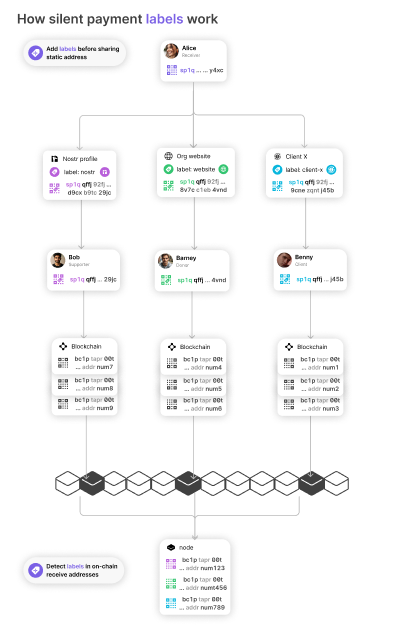 How silent payment labels work
Add labels before sharing
static address
Alice
Receiver
sp1q ... ... y4xc
Nostr profile
label: nostr
sp1q qffj 92fj ...
d9cx b9tc 29jc
Org website
label: website
sp1q qffj 92fj ...
8v7c c1eb 4vnd
Client X
label: client-x
sp1q qffj 92fj ...
9cne zqnt j45b
Bob
Supporter
sp1q qffj ... 29jc
Barney
Donor
sp1q qffj ... 4vnd
Benny
Client
sp1q qffj ... j45b
Blockchain
bc1p tapr 00t
... addr num7
bc1p tapr 00t
... addr num8
bc1p tapr 00t
... addr num9
Blockchain
bc1p tapr 00t
... addr num4
bc1p tapr 00t
... addr num5
bc1p tapr 00t
... addr num6
Blockchain
bc1p tapr 00t
... addr num1
bc1p tapr 00t
... addr num2
bc1p tapr 00t
... addr num3
Detect labels in on-chain
receive addresses
node
bc1p tapr 00t
... addr num123
bc1p tapr 00t
... addr numt456
bc1p tapr 00t
... addr num789